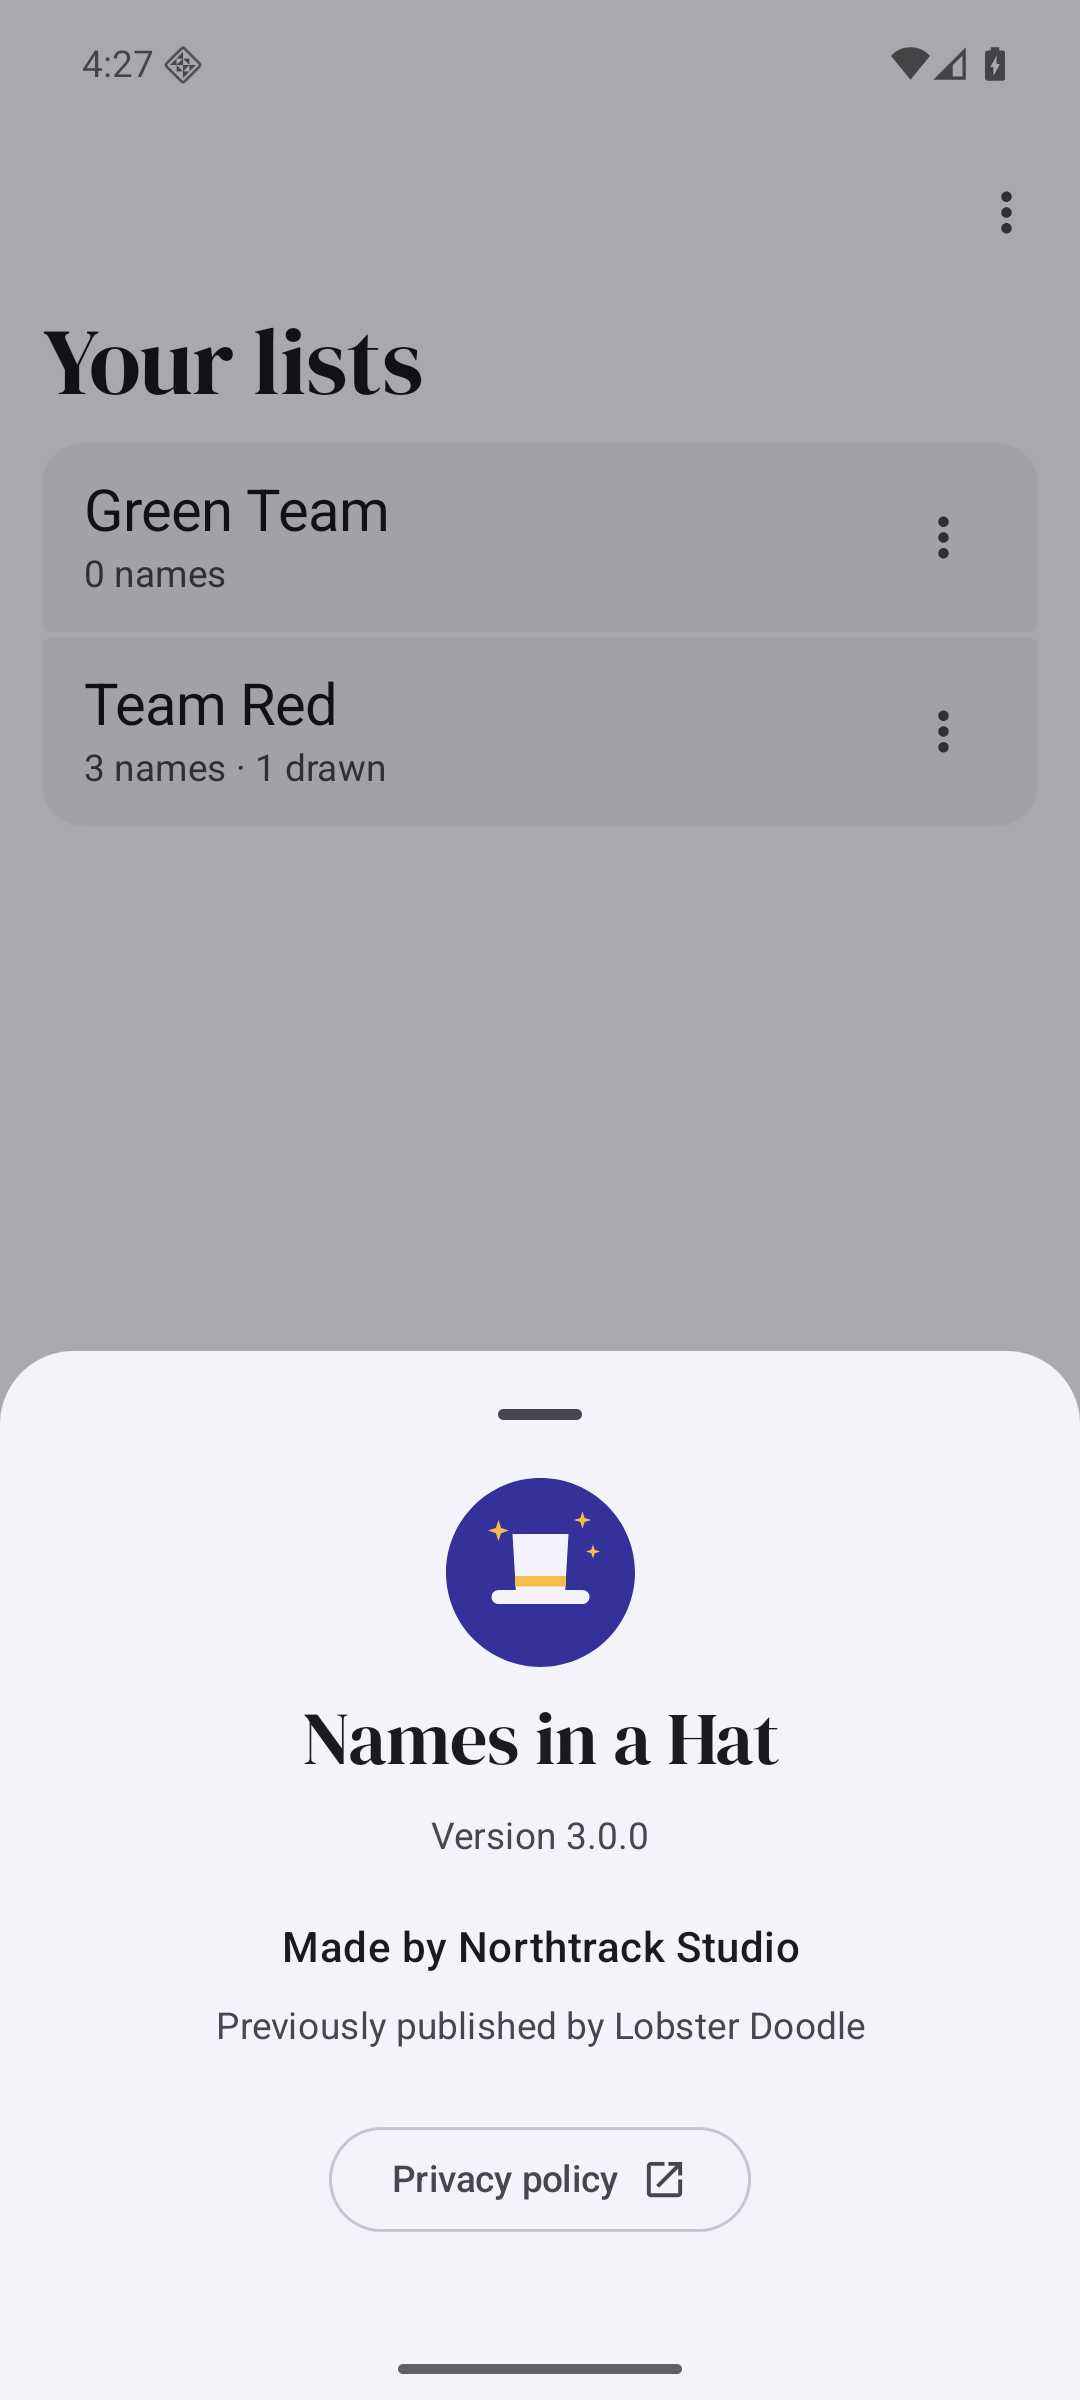 4:27
Your lists
Green Team
0 names
Team Red
3 names · 1 drawn
Names in a Hat
Version 3.0.0
Made by Northtrack Studio
Previously published by Lobster Doodle
Privacy policy